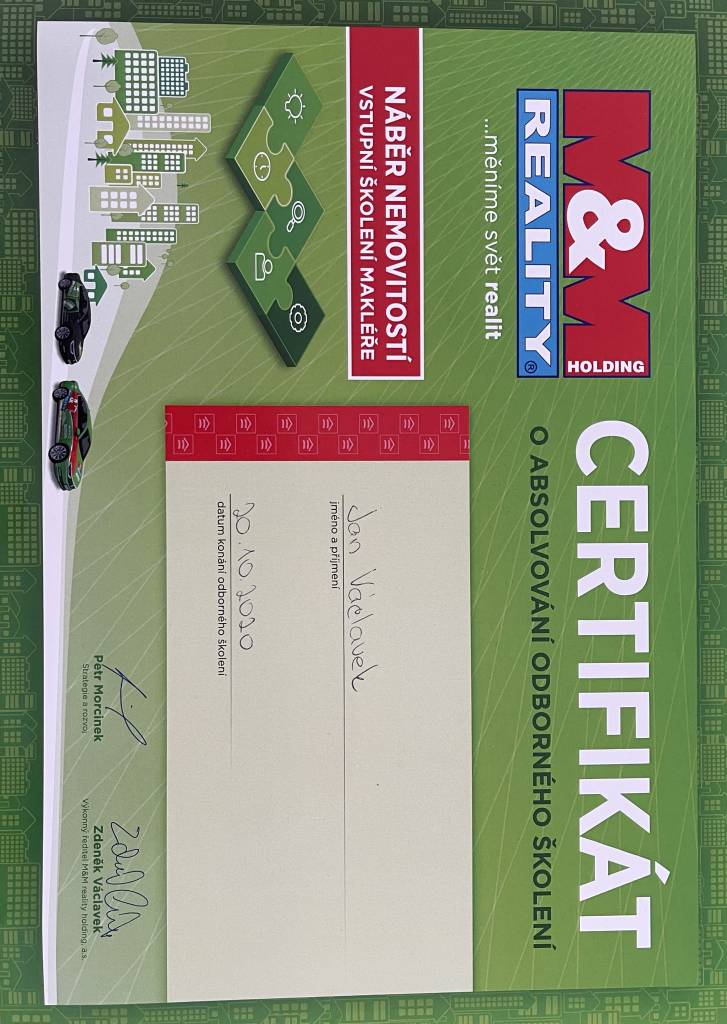 M&M
HOLDING
REALITY®
...měníme svět realit
CERTIFIKÁT
O ABSOLVOVÁNÍ ODBORNÉHO ŠKOLENÍ
NÁBĚR NEMOVITOSTÍ
VSTUPNÍ ŠKOLENÍ MAKLÉŘE
Jan Václavek
jméno a příjmení
20.10.2020
datum konání odborného školení
Petr Morcinek
Strategie a rozvoj
Zdeněk Václavek
výkonný ředitel M&M reality holding, a.s.